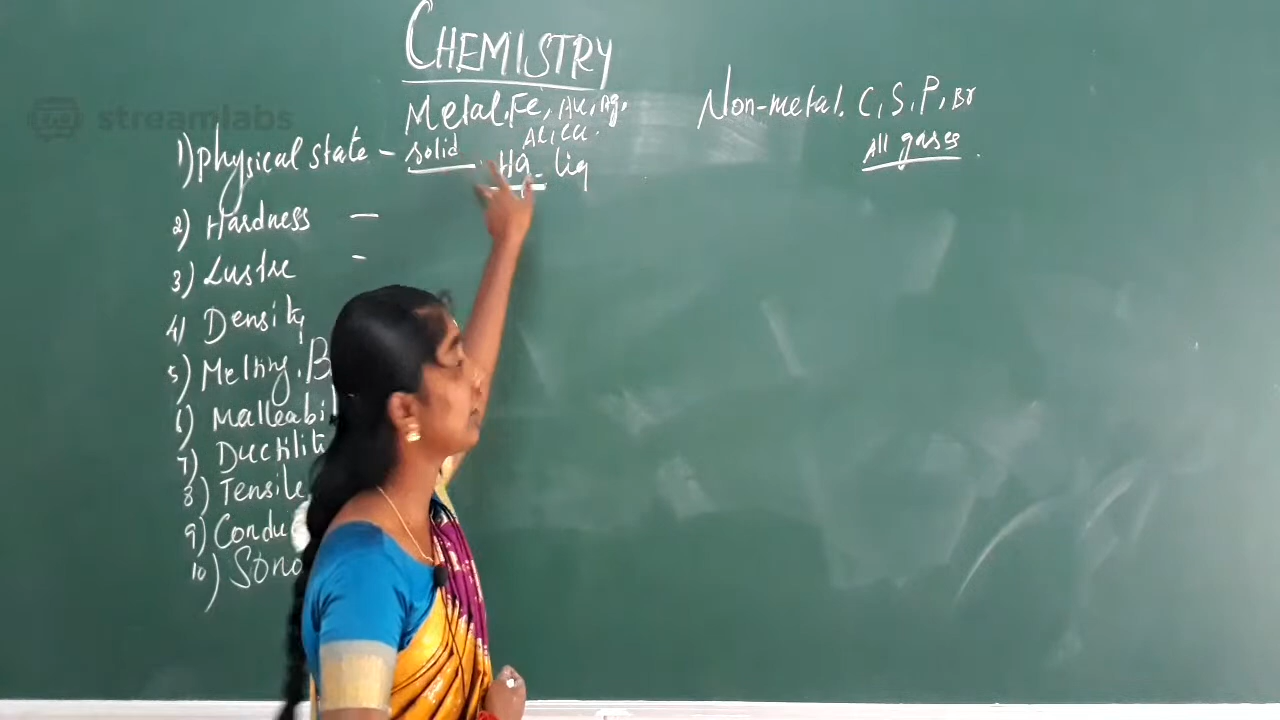 CHEMISTRY
streamlabs
Metal. Fe, Au, Ag,
Al, Cu.
Non-metal. C, S, P, Br
All gases.
1) Physical state - solid
Hg - liq
2) Hardness -
3) Lustre -
4) Density
5) Melting. B
6) Malleabil
7) Ductilit
8) Tensile
9) Condu
10) Sono